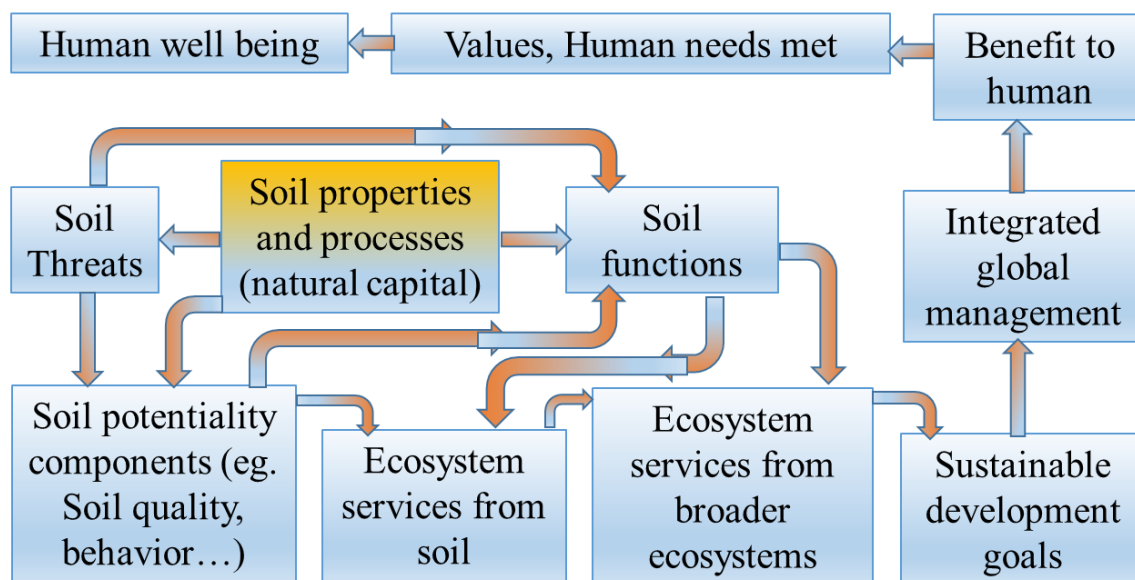 Human well being
Values, Human needs met
Benefit to
human
Soil
Threats
Soil properties
and processes
(natural capital)
Soil
functions
Integrated
global
management
Soil potentiality
components (eg.
Soil quality,
behavior…)
Ecosystem
services from
soil
Ecosystem
services from
broader
ecosystems
Sustainable
development
goals